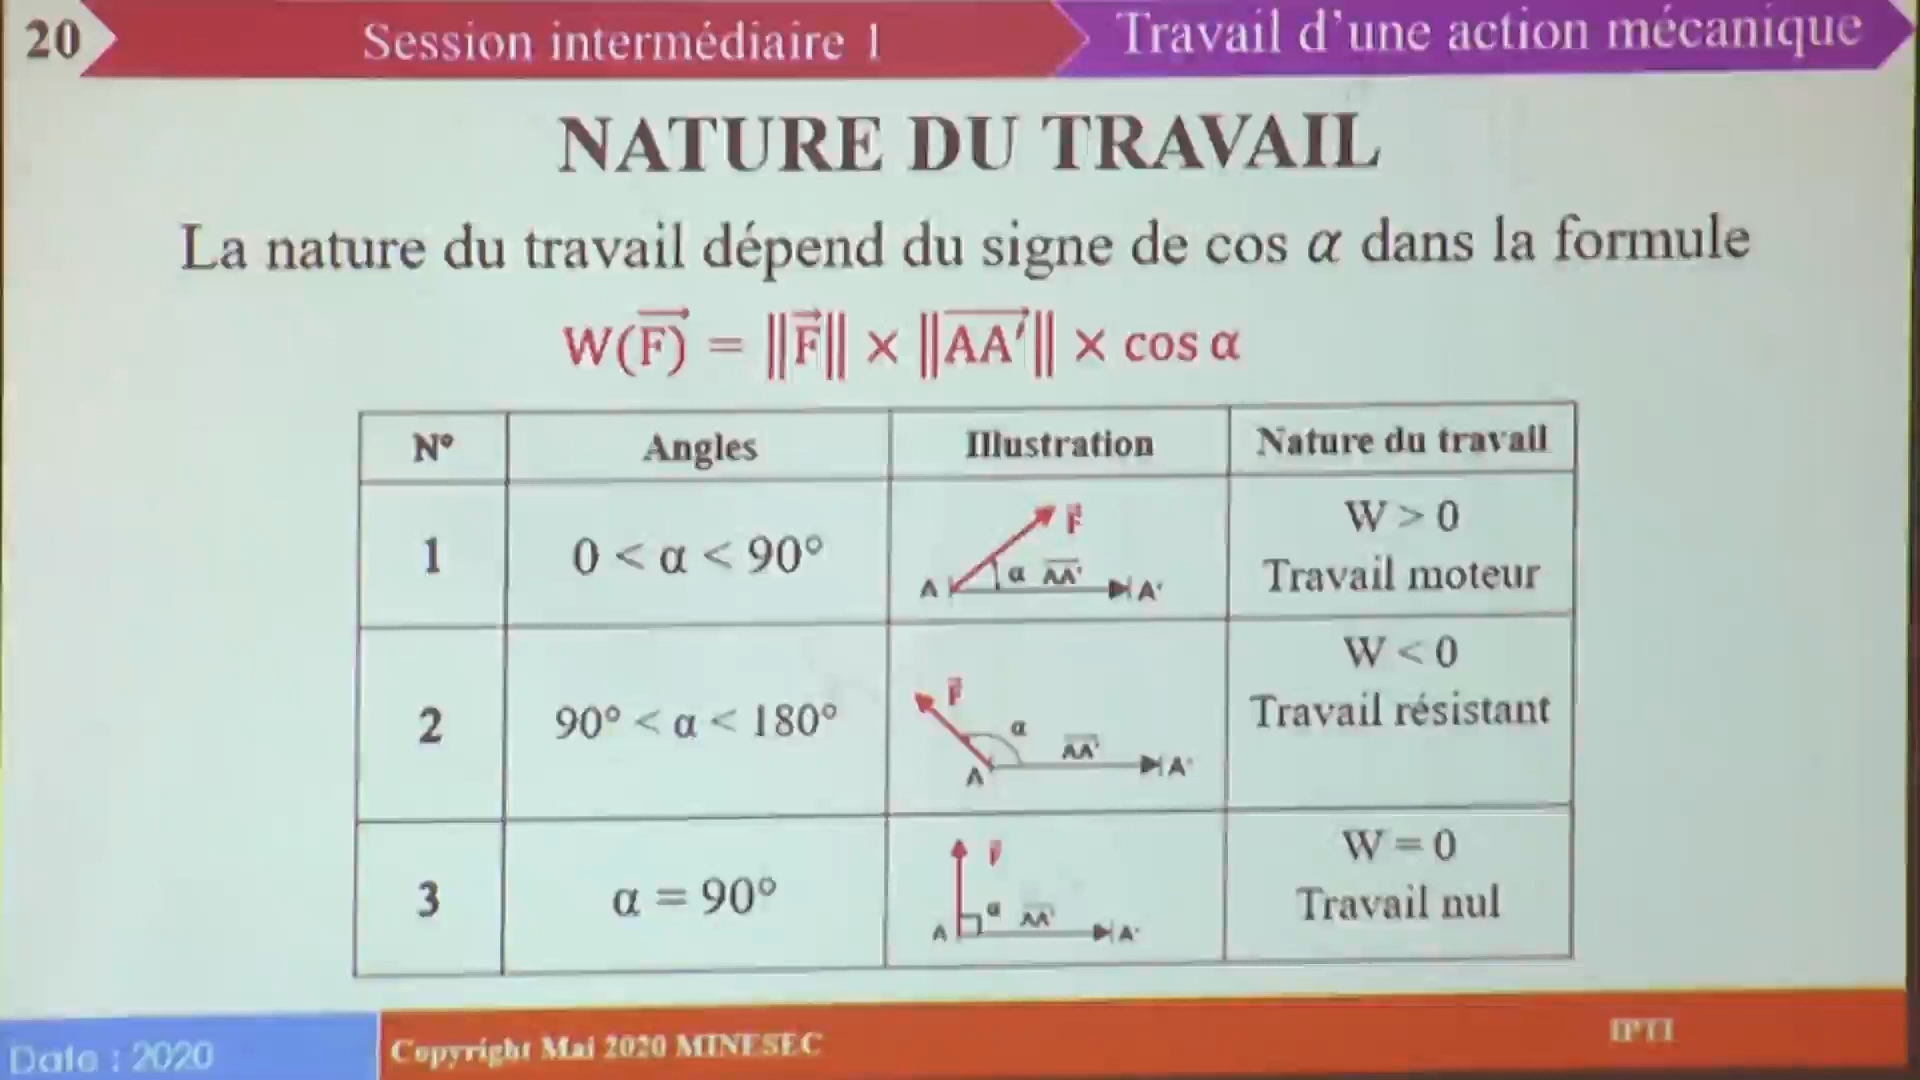 20
Session intermédiaire 1
Travail d'une action mécanique
NATURE DU TRAVAIL
La nature du travail dépend du signe de cos α dans la formule
W(F⃗) = ‖F⃗‖ × ‖AA'‖ × cos α
N° Angles Illustration Nature du travail
1 0 < α < 90° F⃗ α AA' A A' W > 0
Travail moteur
2 90° < α < 180° F⃗ α AA' A A' W < 0
Travail résistant
3 α = 90° F⃗ α AA' A A' W = 0
Travail nul
Date : 2020
Copyright Mai 2020 MINESEC
IPTI